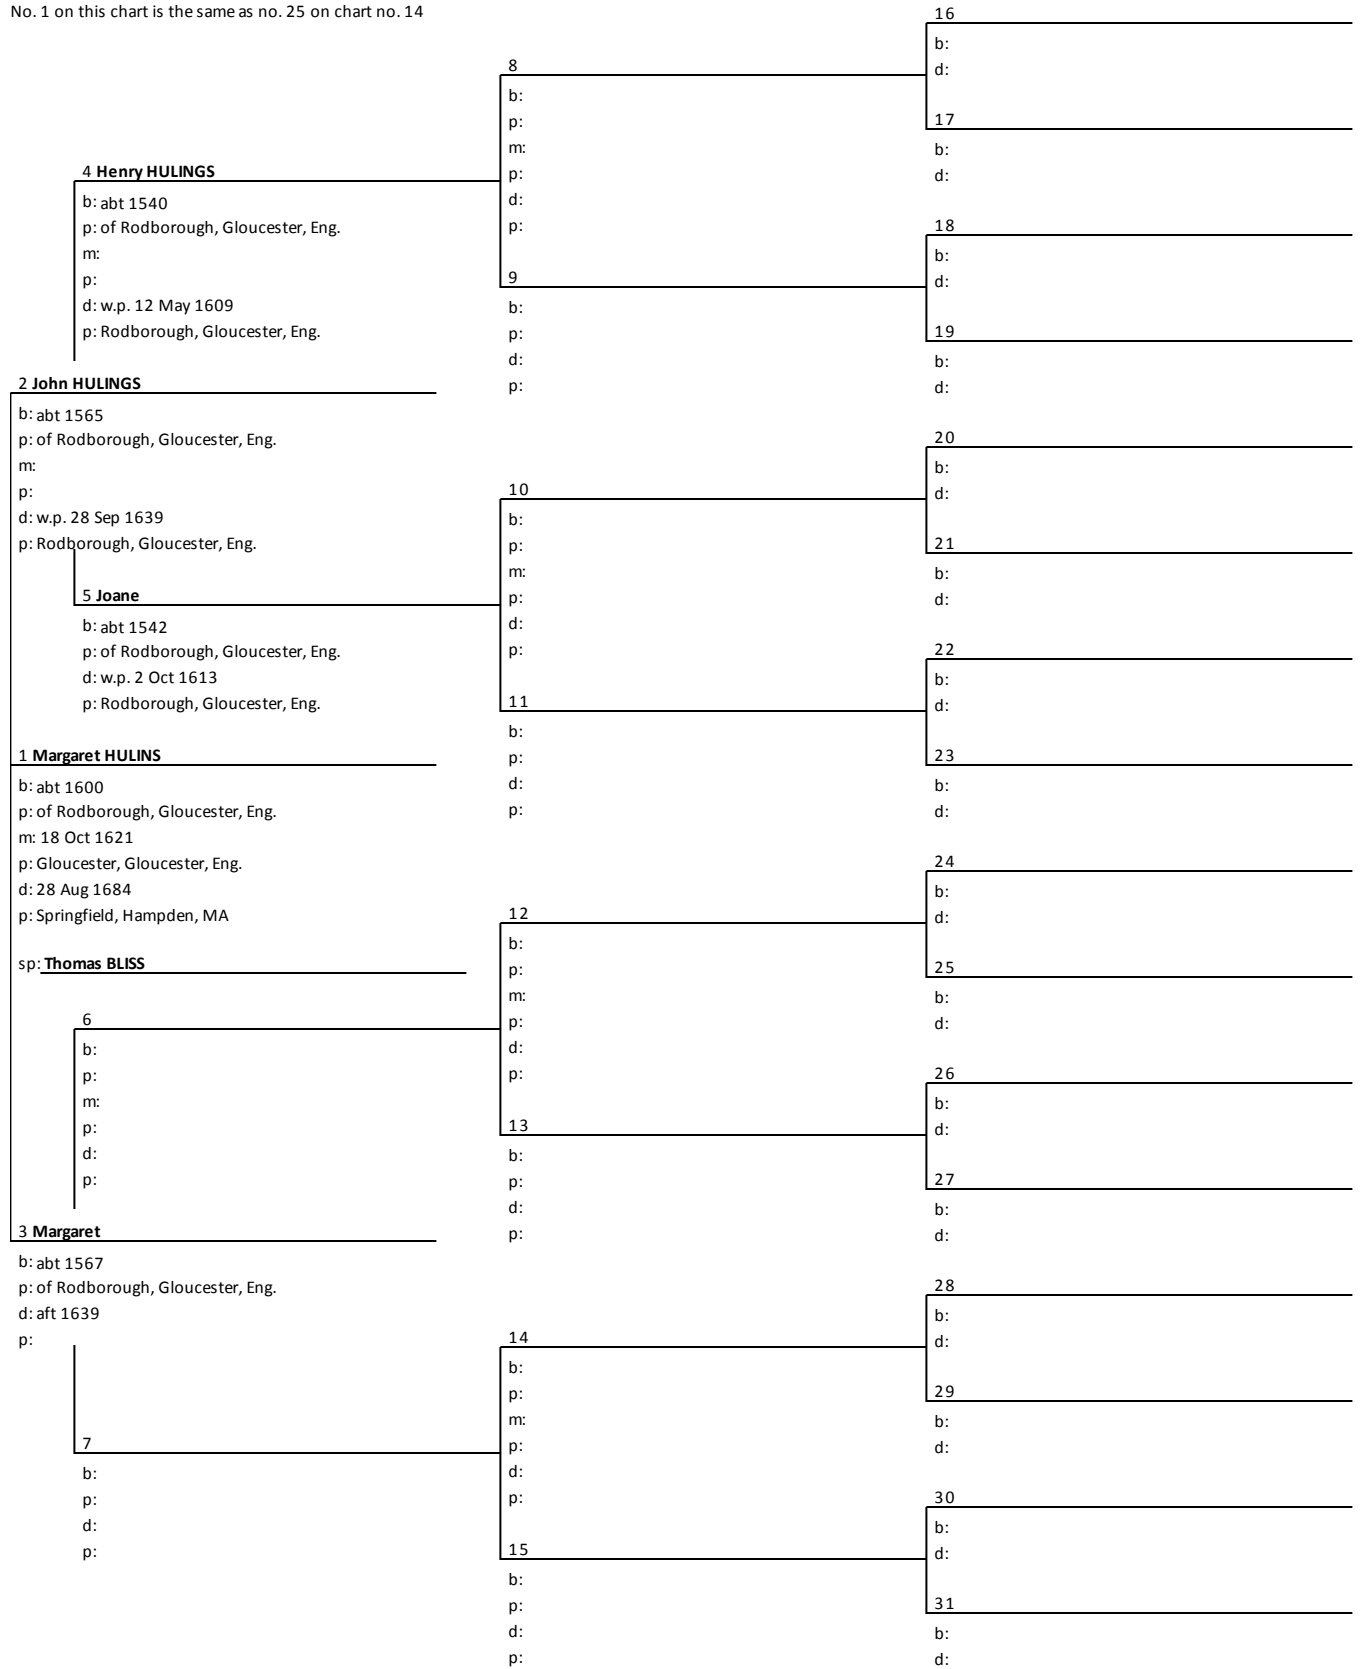 No. 1 on this chart is the same as no. 25 on chart no. 14
4 Henry HULINGS
b: abt 1540
p: of Rodborough, Gloucester, Eng.
m:
p:
d: w.p. 12 May 1609
p: Rodborough, Gloucester, Eng.
2 John HULINGS
b: abt 1565
p: of Rodborough, Gloucester, Eng.
m:
p:
d: w.p. 28 Sep 1639
p: Rodborough, Gloucester, Eng.
5 Joane
b: abt 1542
p: of Rodborough, Gloucester, Eng.
d: w.p. 2 Oct 1613
p: Rodborough, Gloucester, Eng.
1 Margaret HULINS
b: abt 1600
p: of Rodborough, Gloucester, Eng.
m: 18 Oct 1621
p: Gloucester, Gloucester, Eng.
d: 28 Aug 1684
p: Springfield, Hampden, MA
sp: Thomas BLISS
6
b:
p:
m:
p:
d:
p:
3 Margaret
b: abt 1567
p: of Rodborough, Gloucester, Eng.
d: aft 1639
p:
7
b:
p:
d:
p:
8
b:
p:
m:
p:
d:
p:
9
b:
p:
d:
p:
10
b:
p:
m:
p:
d:
p:
11
b:
p:
d:
p:
12
b:
p:
m:
p:
d:
p:
13
b:
p:
d:
p:
14
b:
p:
m:
p:
d:
p:
15
b:
p:
d:
p:
16
b:
d:
17
b:
d:
18
b:
d:
19
b:
d:
20
b:
d:
21
b:
d:
22
b:
d:
23
b:
d:
24
b:
d:
25
b:
d:
26
b:
d:
27
b:
d:
28
b:
d:
29
b:
d:
30
b:
d:
31
b:
d: